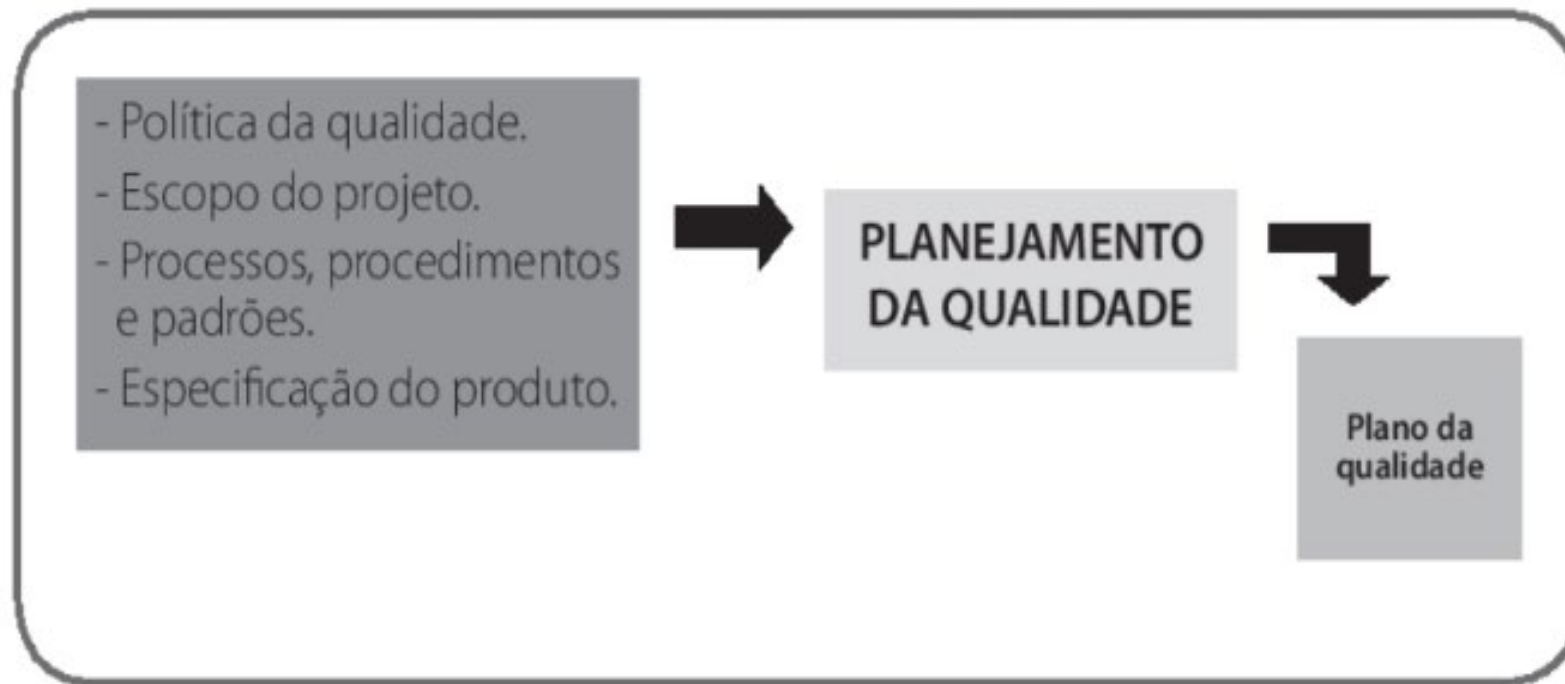 - Política da qualidade.
- Escopo do projeto.
- Processos, procedimentos
e padrões.
- Especificação do produto.
PLANEJAMENTO
DA QUALIDADE
Plano da
qualidade